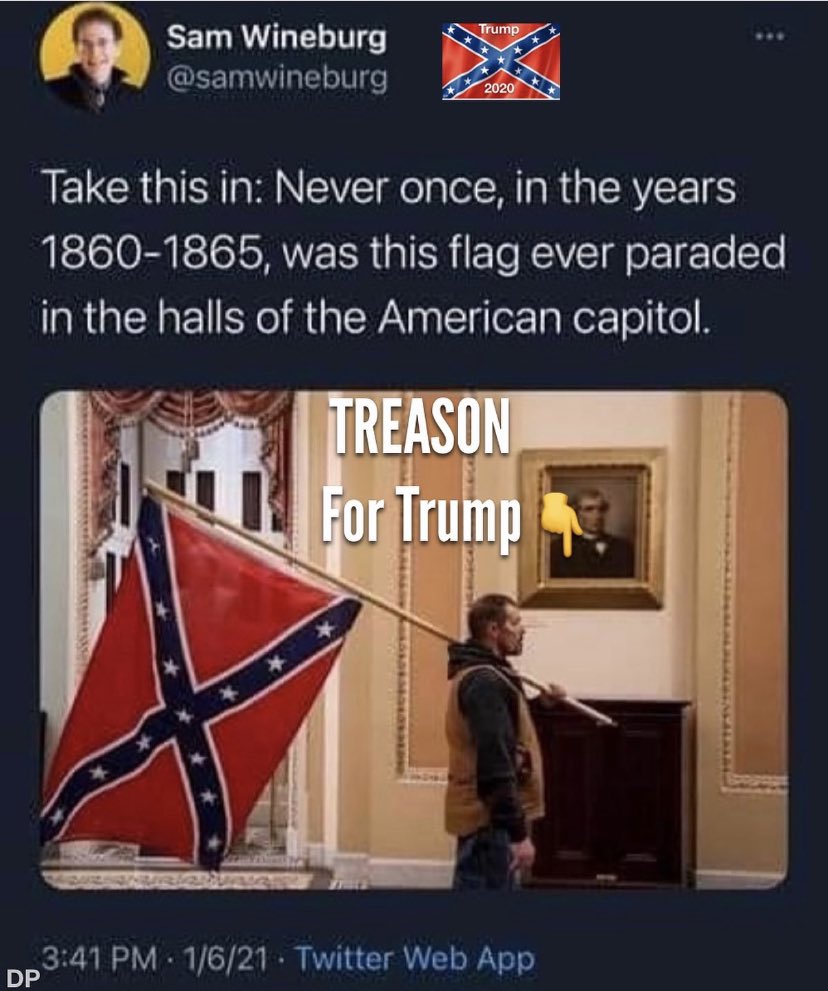 Sam Wineburg
@samwineburg
Trump
2020
Take this in: Never once, in the years
1860-1865, was this flag ever paraded
in the halls of the American capitol.
TREASON
For Trump
3:41 PM · 1/6/21 · Twitter Web App
DP